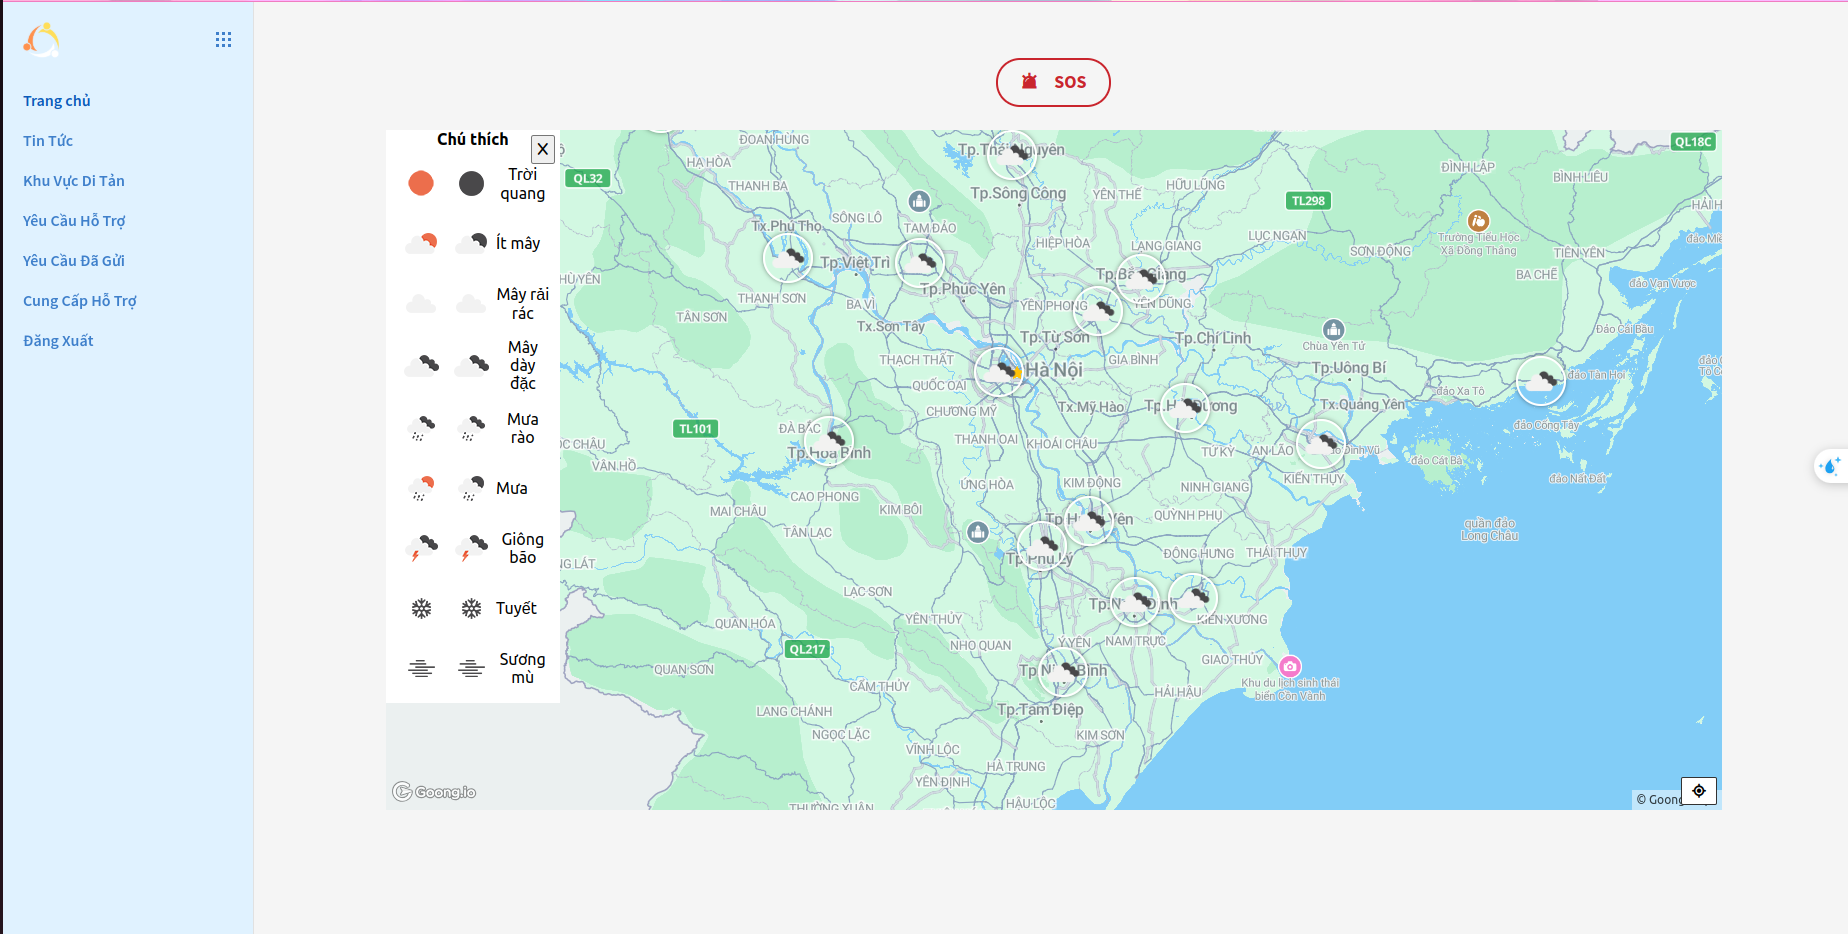 SOS
Trang chủ
Tin Tức
Khu Vực Di Tản
Yêu Cầu Hỗ Trợ
Yêu Cầu Đã Gửi
Cung Cấp Hỗ Trợ
Đăng Xuất
Chú thích
X
Trời
quang
Ít mây
Mây rải
rác
Mây
dày
đặc
Mưa
rào
Mưa
Giông
bão
Tuyết
Sương
mù
ĐOAN HÙNG
QL18C
Tp.Thái Nguyên
HẠ HÒA
ĐÌNH LẬP
QL32
BÌNH LIÊU
THANH BA
HỮU LŨNG
Tp.Sông Công
YÊN THẾ
TL298
SÔNG LÔ
TAM ĐẢO
Tx.Phú Thọ
LỤC NGẠN
Trường Tiểu Học
Xã Đồng Thắng
HIỆP HÒA
LẠNG GIANG
SƠN ĐỘNG
TIÊN YÊN
Tp.Việt Trì
Tp.Bắc Giang
BA CHẼ
Tp.Phúc Yên
đảo Vạn Vược
THANH SƠN
BA VÌ
YÊN PHONG
YÊN DŨNG
TÂN SƠN
Tx.Sơn Tây
Đảo Cái Bầu
Tp.Từ Sơn
Tp.Chí Linh
Chùa Yên Tử
THẠCH THẤT
GIA BÌNH
Hà Nội
Tp.Uông Bí
đảo Tân Hợi
QUỐC OAI
đảo Xa Tô
CHƯƠNG MỸ
Tx.Mỹ Hào
Tp.Hải Dương
Tx.Quảng Yên
TL101
ĐÀ BẮC
đảo Cống Tây
THANH OAI
KHOÁI CHÂU
Tp.Hòa Bình
TỨ KỲ
AN LÃO
đảo Cát Bà
VÂN HỒ
ỨNG HÒA
KIM ĐỘNG
NINH GIANG
KIẾN THỤY
đảo Nát Đất
CAO PHONG
MAI CHÂU
KIM BÔI
Tp.Hưng Yên
QUỲNH PHỤ
TÂN LẠC
quần đảo
Long Châu
ĐÔNG HƯNG
THÁI THỤY
Tp.Phủ Lý
LẠC SƠN
Tp.Nam Định
QUAN HÓA
YÊN THỦY
KIẾN XƯƠNG
NHO QUAN
Ý YÊN
NAM TRỰC
QL217
GIAO THỦY
QUAN SƠN
Tp.Ninh Bình
CẨM THỦY
Khu du lịch sinh thái
biển Cồn Vành
HẢI HẬU
LANG CHÁNH
Tp.Tam Điệp
NGỌC LẶC
KIM SƠN
VĨNH LỘC
HÀ TRUNG
YÊN ĐỊNH
HẬU LỘC
THƯỜNG XUÂN
Goong.io
© Goong